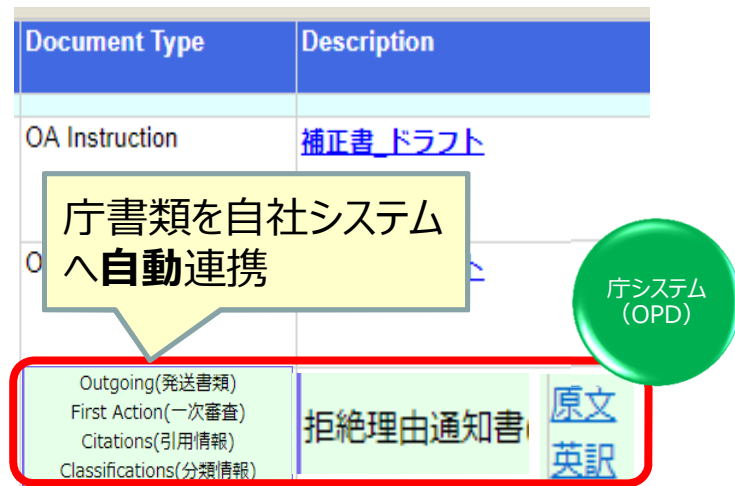 Document Type
Description
OA Instruction
補正書_ドラフト
庁書類を自社システム
へ自動連携
O
庁システム
（OPD）
Outgoing(発送書類)
First Action(一次審査)
Citations(引用情報)
Classifications(分類情報)
拒絶理由通知書(
原文
英訳